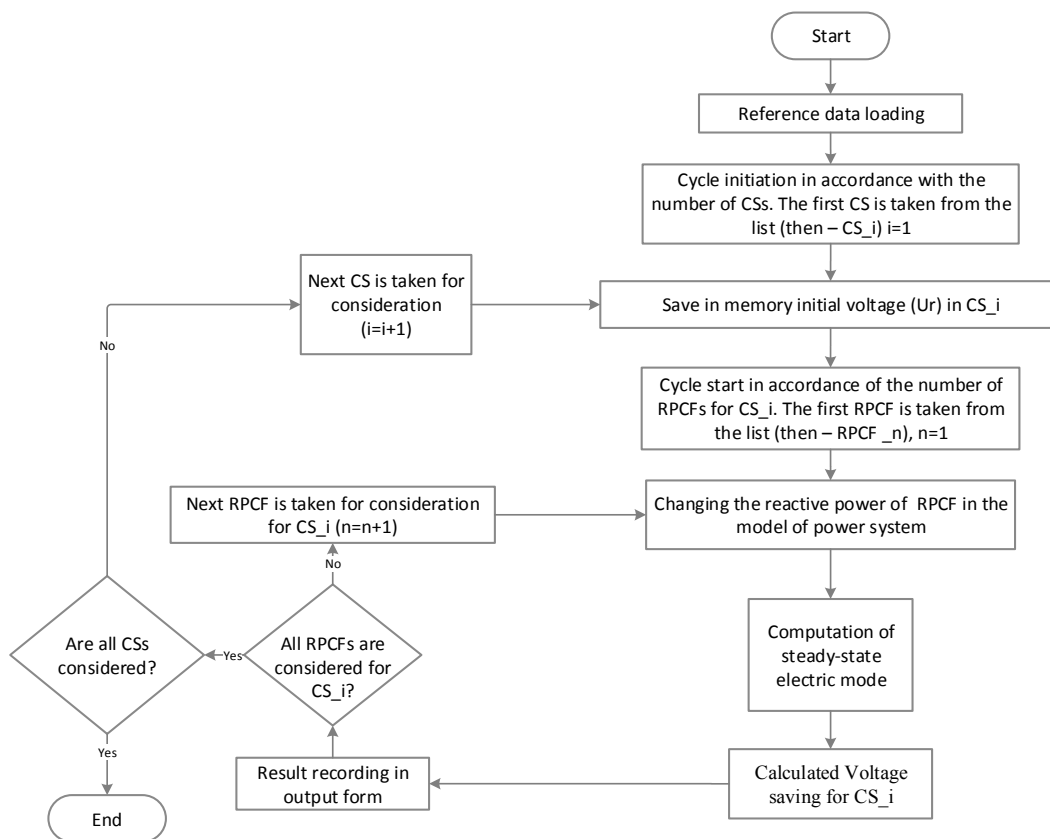 Start
Reference data loading
Cycle initiation in accordance with the
number of CSs. The first CS is taken from the
list (then – CS_i) i=1
Next CS is taken for
consideration
(i=i+1)
Save in memory initial voltage (Ur) in CS_i
No
Cycle start in accordance of the number of
RPCFs for CS_i. The first RPCF is taken from
the list (then – RPCF _n), n=1
Next RPCF is taken for consideration
for CS_i (n=n+1)
Changing the reactive power of RPCF in the
model of power system
No
Are all CSs
considered?
Yes
All RPCFs are
considered for
CS_i?
Computation of
steady-state
electric mode
Yes
Result recording in
output form
Calculated Voltage
saving for CS_i
End